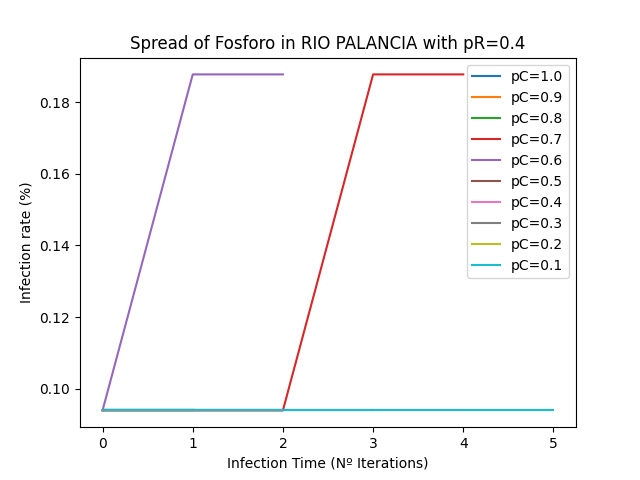 Spread of Fosforo in RIO PALANCIA with pR=0.4
pC=1.0
pC=0.9
pC=0.8
pC=0.7
pC=0.6
pC=0.5
pC=0.4
pC=0.3
pC=0.2
pC=0.1
0.18
0.16
0.14
0.12
0.10
Infection rate (%)
0 1 2 3 4 5
Infection Time (Nº Iterations)